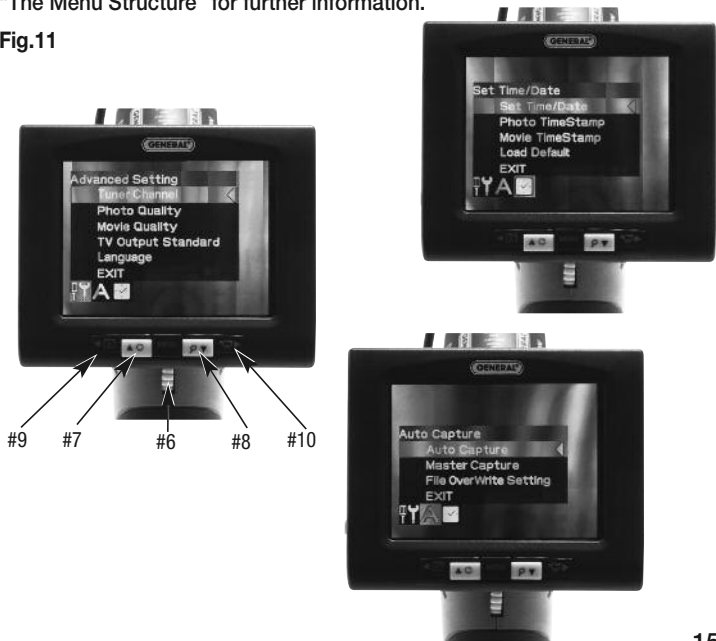 "The Menu Structure" for further information.
Fig.11
GENERAL
Set Time/Date
Set Time/Date
Photo TimeStamp
Movie TimeStamp
Load Default
EXIT
A
GENERAL
Advanced Setting
Tuner Channel
Photo Quality
Movie Quality
TV Output Standard
Language
EXIT
A
#9
#7
#6
#8
#10
GENERAL
Auto Capture
Auto Capture
Master Capture
File OverWrite Setting
EXIT
A
15